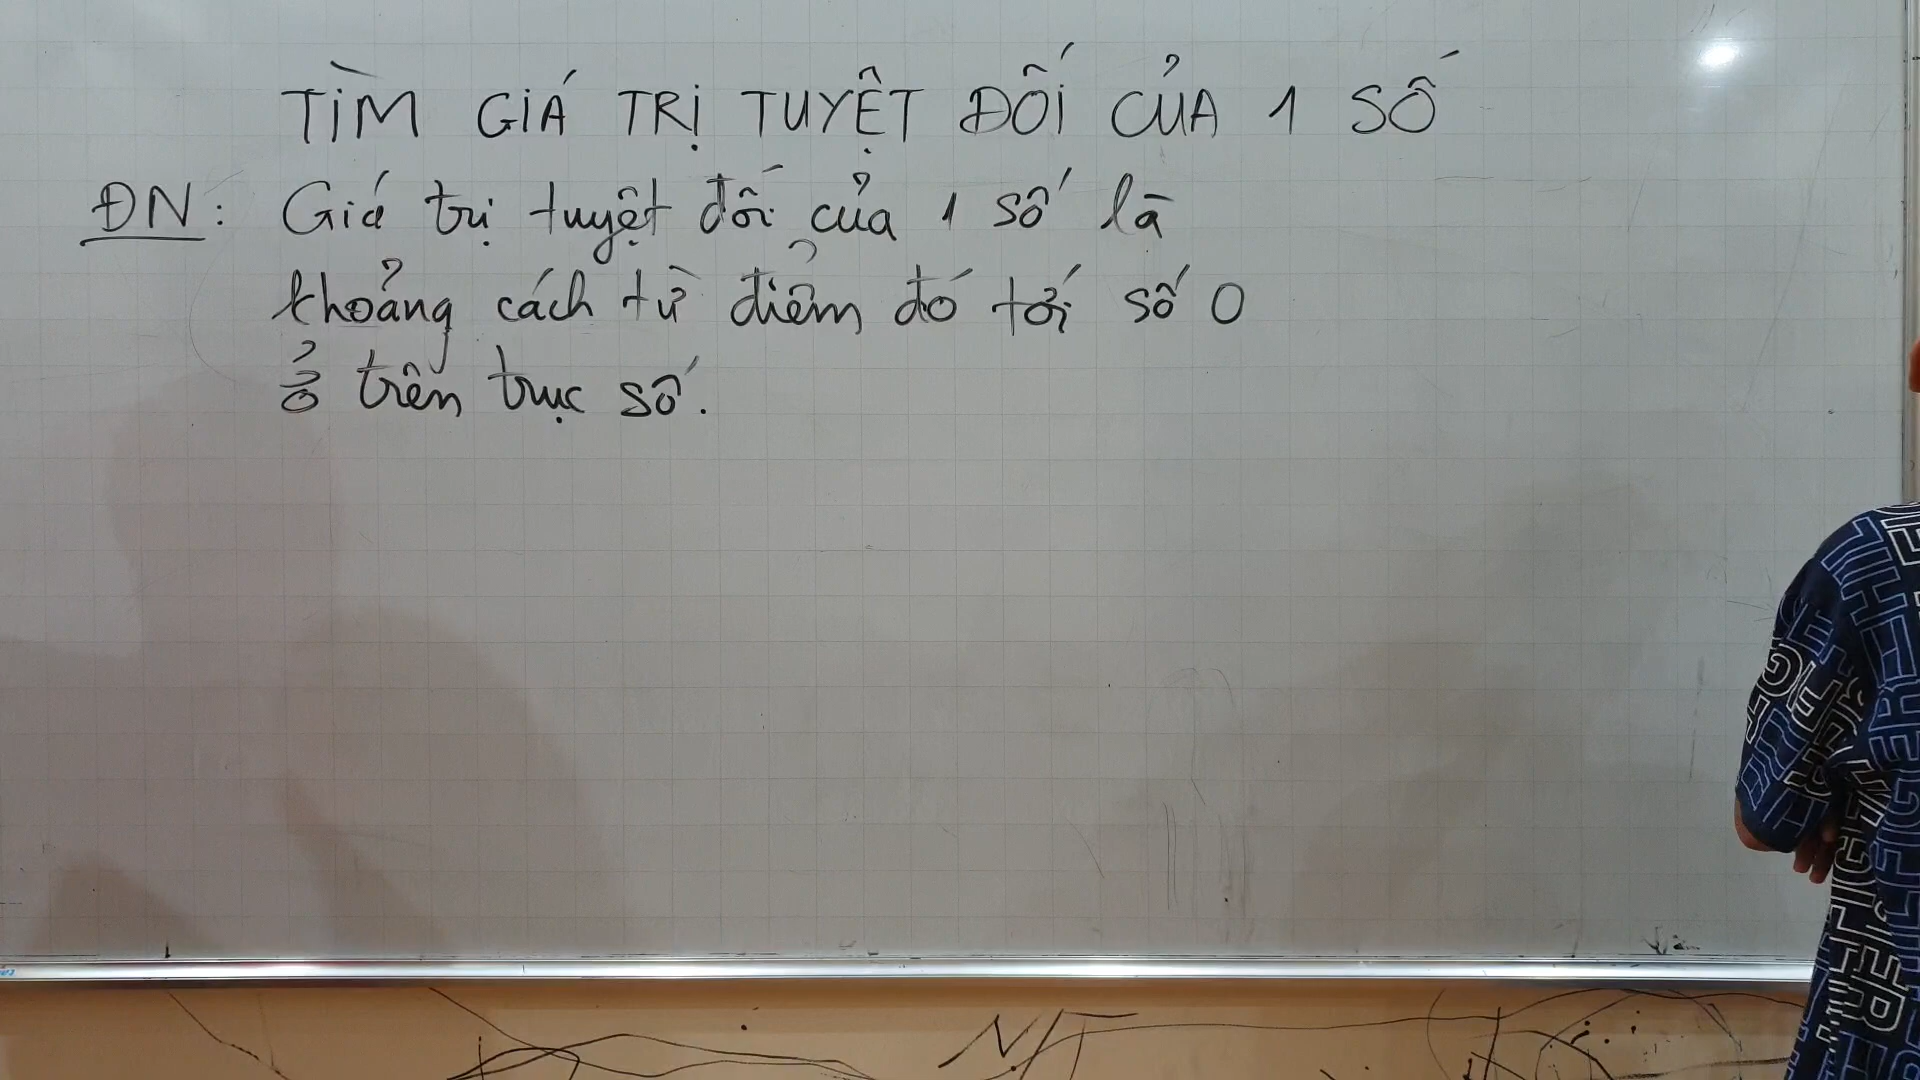 TÌM GIÁ TRỊ TUYỆT ĐỐI CỦA 1 SỐ
ĐN: Giá trị tuyệt đối của 1 số là
khoảng cách từ điểm đó tới số 0
ở trên trục số.
NT